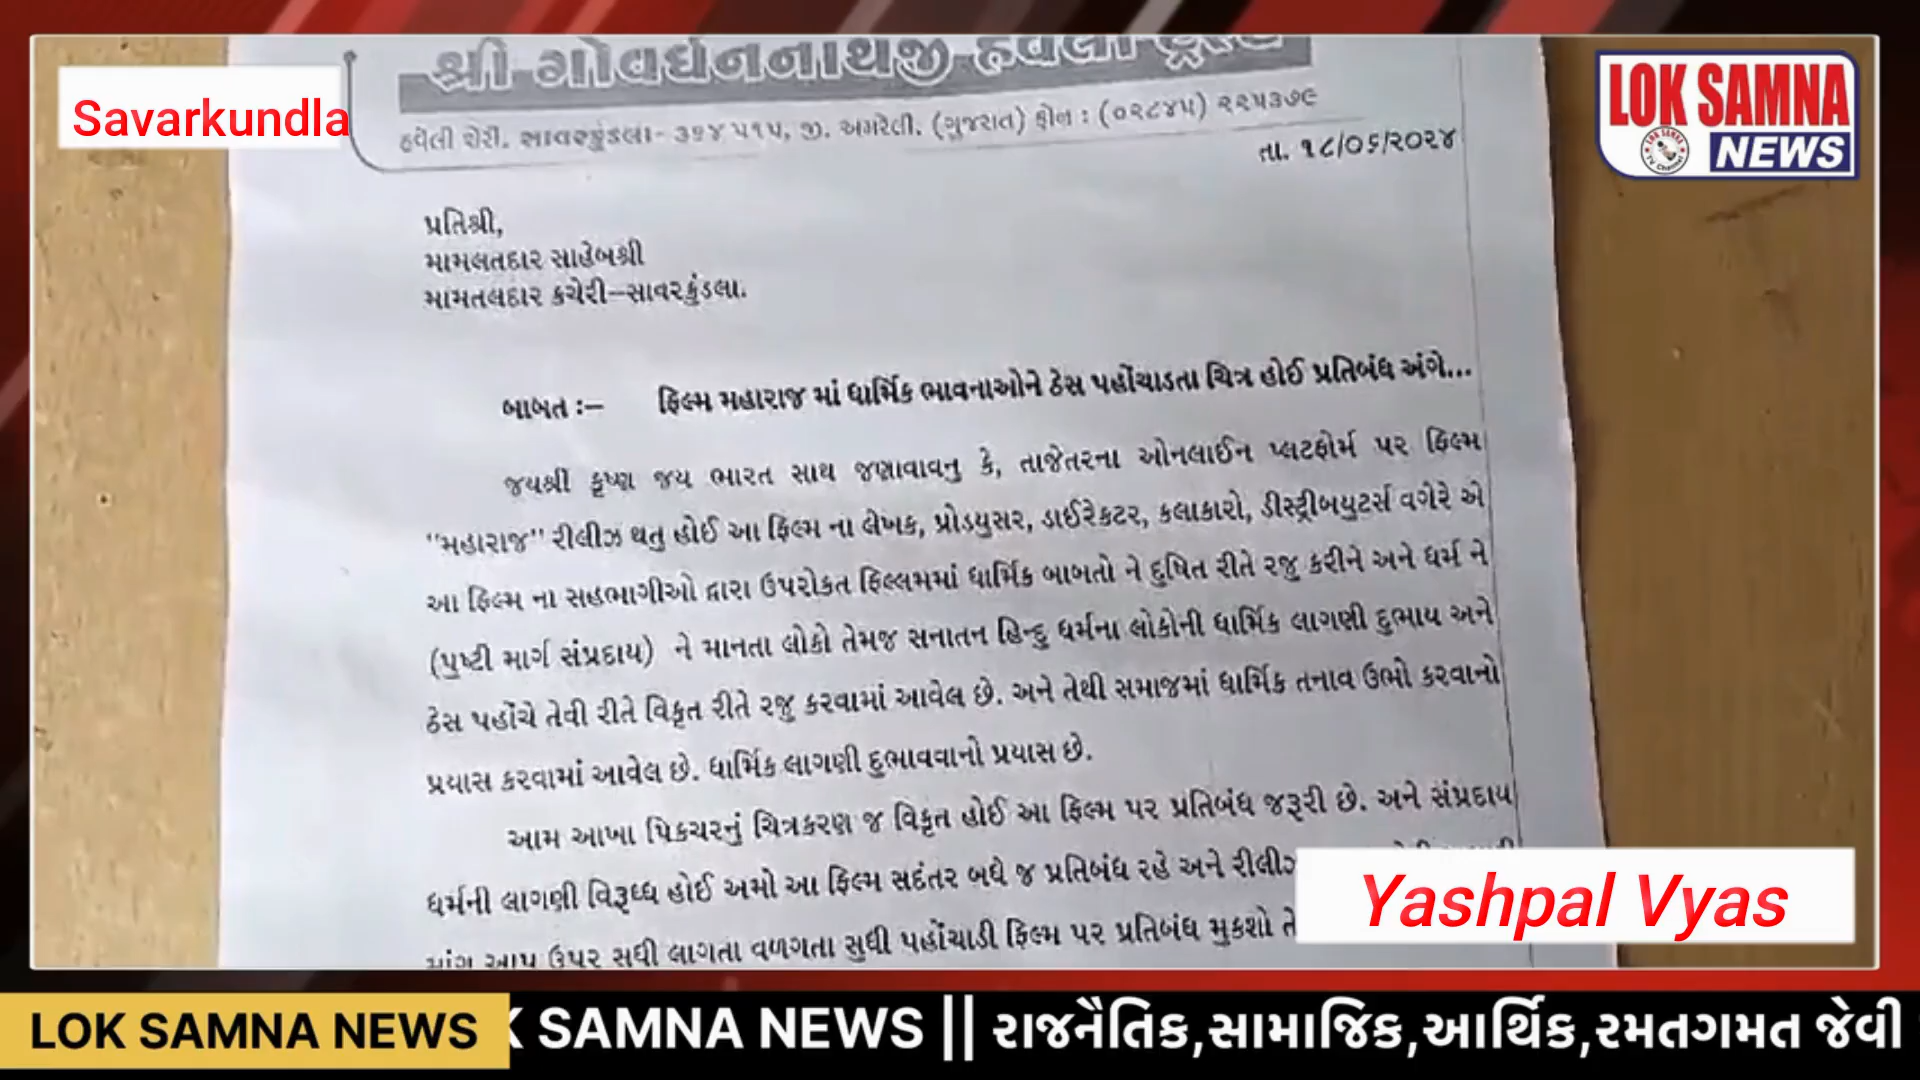 શ્રી ગોવર્ધનનાથજી હવેલી ટ્રસ્ટ
Savarkundla
હવેલી શેરી, સાવરકુંડલા- ૩૬૪૫૧૫, જી. અમરેલી. (ગુજરાત) ફોન : (૦૨૮૪૫) ૨૨૫૩૭૯
LOK SAMNA
NEWS
તા. ૧૮/૦૬/૨૦૨૪
પ્રતિશ્રી,
મામલતદાર સાહેબશ્રી
મામતલદાર કચેરી–સાવરકુંડલા.
બાબત :– ફિલ્મ મહારાજ માં ધાર્મિક ભાવનાઓને ઠેસ પહોંચાડતા ચિત્ર હોઈ પ્રતિબંધ અંગે...
જયશ્રી કૃષ્ણ જય ભારત સાથ જણાવાવનુ કે, તાજેતરના ઓનલાઈન પ્લટફોર્મ પર ફિલ્મ
"મહારાજ" રીલીઝ થતુ હોઈ આ ફિલ્મ ના લેખક, પ્રોડયુસર, ડાઈરેકટર, કલાકારો, ડીસ્ટ્રીબયુટર્સ વગેરે એ
આ ફિલ્મ ના સહભાગીઓ દ્વારા ઉપરોકત ફિલ્લમમાં ધાર્મિક બાબતો ને દુષિત રીતે રજુ કરીને અને ધર્મ ને
(પુષ્ટી માર્ગ સંપ્રદાય) ને માનતા લોકો તેમજ સનાતન હિન્દુ ધર્મના લોકોની ધાર્મિક લાગણી દુભાય અને
ઠેસ પહોંચે તેવી રીતે વિકૃત રીતે રજુ કરવામાં આવેલ છે. અને તેથી સમાજમાં ધાર્મિક તનાવ ઉભો કરવાનો
પ્રયાસ કરવામાં આવેલ છે. ધાર્મિક લાગણી દુભાવવાનો પ્રયાસ છે.
આમ આખા પિકચરનું ચિત્રકરણ જ વિકૃત હોઈ આ ફિલ્મ પર પ્રતિબંધ જરૂરી છે. અને સંપ્રદાય
ધર્મની લાગણી વિરૂધ્ધ હોઈ અમો આ ફિલ્મ સદંતર બધે જ પ્રતિબંધ રહે અને રીલીઝ
માંગ આપ ઉપર સધી લાગતા વળગતા સુધી પહોંચાડી ફિલ્મ પર પ્રતિબંધ મુકશો તે
Yashpal Vyas
LOK SAMNA NEWS K SAMNA NEWS || રાજનૈતિક,સામાજિક,આર્થિક,રમતગમત જેવી